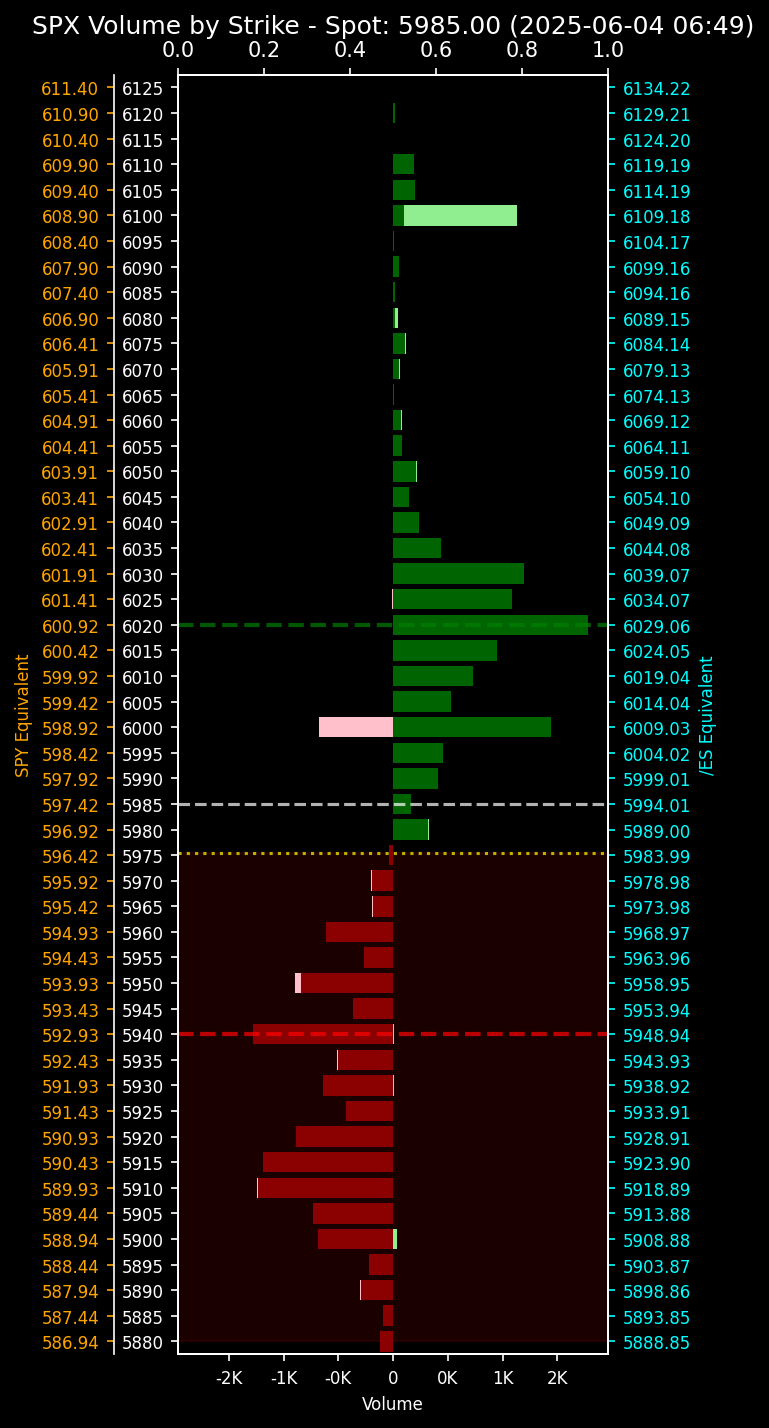 SPX Volume by Strike - Spot: 5985.00 (2025-06-04 06:49)
0.0 0.2 0.4 0.6 0.8 1.0
611.40 6125 6134.22
610.90 6120 6129.21
610.40 6115 6124.20
609.90 6110 6119.19
609.40 6105 6114.19
608.90 6100 6109.18
608.40 6095 6104.17
607.90 6090 6099.16
607.40 6085 6094.16
606.90 6080 6089.15
606.41 6075 6084.14
605.91 6070 6079.13
605.41 6065 6074.13
604.91 6060 6069.12
604.41 6055 6064.11
603.91 6050 6059.10
603.41 6045 6054.10
602.91 6040 6049.09
602.41 6035 6044.08
601.91 6030 6039.07
601.41 6025 6034.07
600.92 6020 6029.06
600.42 6015 6024.05
599.92 6010 6019.04
599.42 6005 6014.04
598.92 6000 6009.03
598.42 5995 6004.02
597.92 5990 5999.01
597.42 5985 5994.01
596.92 5980 5989.00
596.42 5975 5983.99
595.92 5970 5978.98
595.42 5965 5973.98
594.93 5960 5968.97
594.43 5955 5963.96
593.93 5950 5958.95
593.43 5945 5953.94
592.93 5940 5948.94
592.43 5935 5943.93
591.93 5930 5938.92
591.43 5925 5933.91
590.93 5920 5928.91
590.43 5915 5923.90
589.93 5910 5918.89
589.44 5905 5913.88
588.94 5900 5908.88
588.44 5895 5903.87
587.94 5890 5898.86
587.44 5885 5893.85
586.94 5880 5888.85
SPY Equivalent
/ES Equivalent
-2K -1K -0K 0 0K 1K 2K
Volume